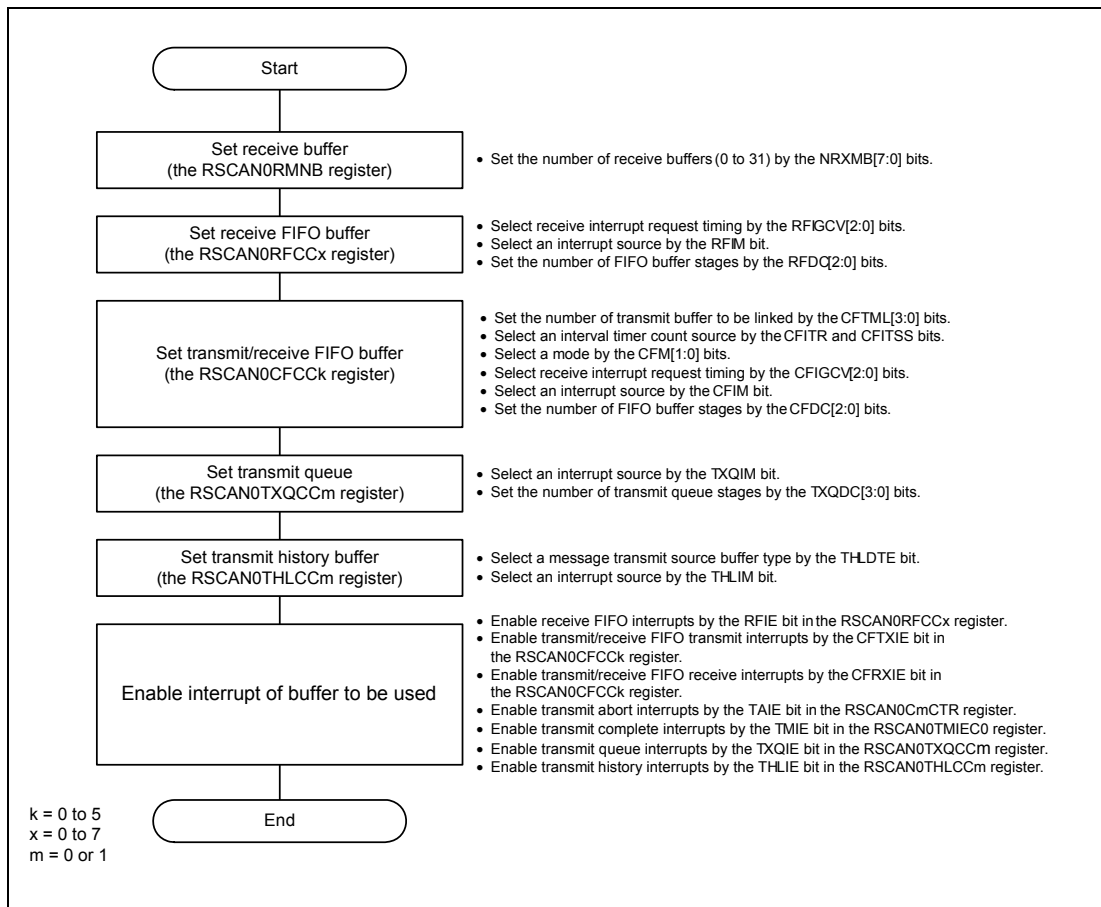 Start
Set receive buffer
(the RSCAN0RMNB register)
• Set the number of receive buffers (0 to 31) by the NRXMB[7:0] bits.
Set receive FIFO buffer
(the RSCAN0RFCCx register)
• Select receive interrupt request timing by the RFIGCV[2:0] bits.
• Select an interrupt source by the RFIM bit.
• Set the number of FIFO buffer stages by the RFDC[2:0] bits.
Set transmit/receive FIFO buffer
(the RSCAN0CFCCk register)
• Set the number of transmit buffer to be linked by the CFTML[3:0] bits.
• Select an interval timer count source by the CFITR and CFITSS bits.
• Select a mode by the CFM[1:0] bits.
• Select receive interrupt request timing by the CFIGCV[2:0] bits.
• Select an interrupt source by the CFIM bit.
• Set the number of FIFO buffer stages by the CFDC[2:0] bits.
Set transmit queue
(the RSCAN0TXQCCm register)
• Select an interrupt source by the TXQIM bit.
• Set the number of transmit queue stages by the TXQDC[3:0] bits.
Set transmit history buffer
(the RSCAN0THLCCm register)
• Select a message transmit source buffer type by the THLDTE bit.
• Select an interrupt source by the THLIM bit.
Enable interrupt of buffer to be used
• Enable receive FIFO interrupts by the RFIE bit in the RSCAN0RFCCx register.
• Enable transmit/receive FIFO transmit interrupts by the CFTXIE bit in
the RSCAN0CFCCk register.
• Enable transmit/receive FIFO receive interrupts by the CFRXIE bit in
the RSCAN0CFCCk register.
• Enable transmit abort interrupts by the TAIE bit in the RSCAN0CmCTR register.
• Enable transmit complete interrupts by the TMIE bit in the RSCAN0TMIEC0 register.
• Enable transmit queue interrupts by the TXQIE bit in the RSCAN0TXQCCm register.
• Enable transmit history interrupts by the THLIE bit in the RSCAN0THLCCm register.
End
k = 0 to 5
x = 0 to 7
m = 0 or 1